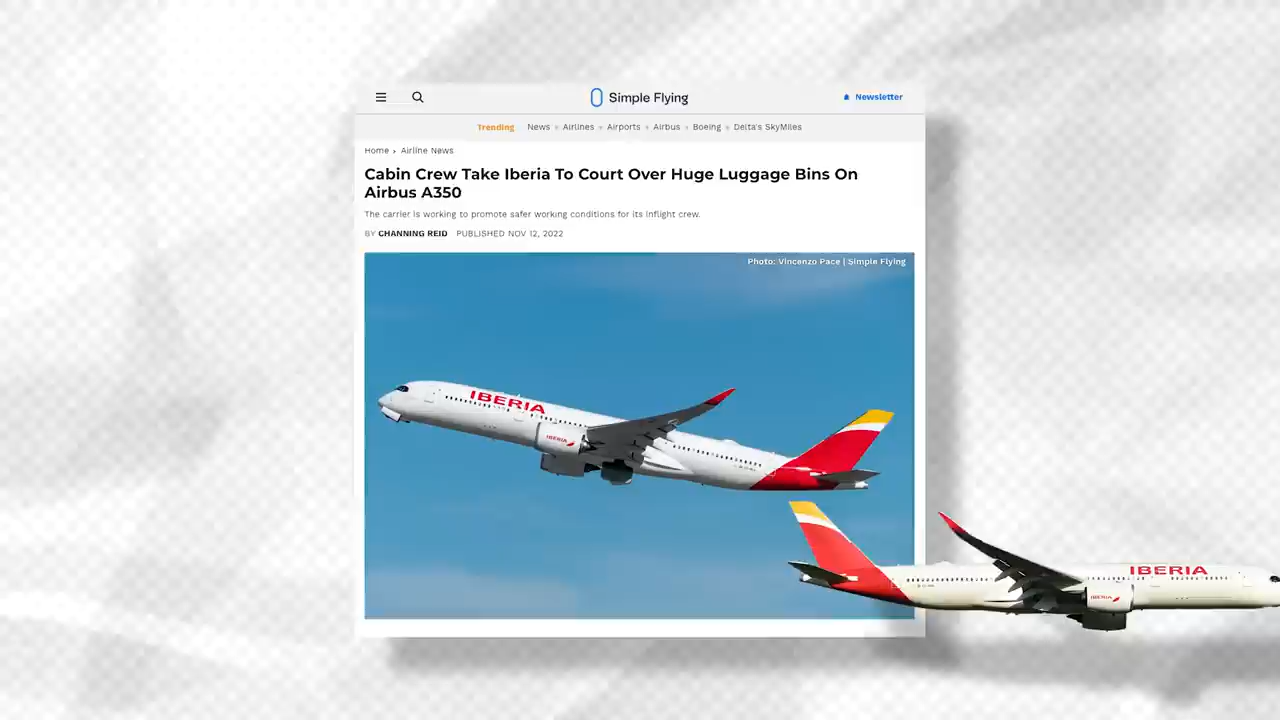 Simple Flying
Newsletter
Trending News Airlines Airports Airbus Boeing Delta's SkyMiles
Home › Airline News
Cabin Crew Take Iberia To Court Over Huge Luggage Bins On
Airbus A350
The carrier is working to promote safer working conditions for its inflight crew.
BY CHANNING REID PUBLISHED NOV 12, 2022
Photo: Vincenzo Pace | Simple Flying
IBERIA
IBERIA
IBERIA
IBERIA